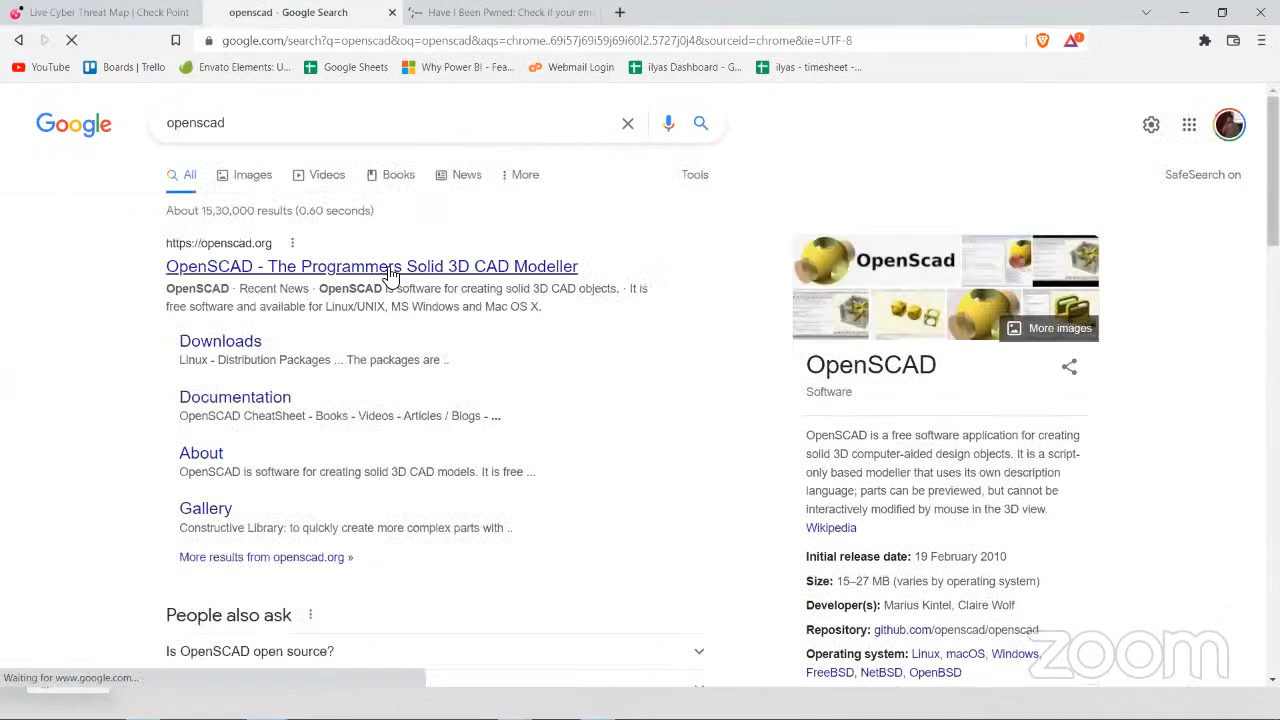 Live Cyber Threat Map | Check Point
openscad - Google Search
Have I Been Pwned: Check if your em
google.com/search?q=openscad&oq=openscad&aqs=chrome..69i57j69i59j69i60l2.5727j0j4&sourceid=chrome&ie=UTF-8
1
YouTube
Boards | Trello
Envato Elements: U...
Google Sheets
Why Power BI - Fea...
Webmail Login
ilyas Dashboard - G...
ilyas - timesheet -...
Google
openscad
All
Images
Videos
Books
News
More
Tools
SafeSearch on
About 15,30,000 results (0.60 seconds)
https://openscad.org
OpenSCAD - The Programmers Solid 3D CAD Modeller
OpenSCAD · Recent News · OpenSCAD is software for creating solid 3D CAD objects. · It is
free software and available for Linux/UNIX, MS Windows and Mac OS X.
Downloads
Linux - Distribution Packages ... The packages are ..
Documentation
OpenSCAD CheatSheet - Books - Videos - Articles / Blogs - ...
About
OpenSCAD is software for creating solid 3D CAD models. It is free ...
Gallery
Constructive Library: to quickly create more complex parts with ..
More results from openscad.org »
People also ask
Is OpenSCAD open source?
OpenScad
More images
OpenSCAD
Software
OpenSCAD is a free software application for creating
solid 3D computer-aided design objects. It is a script-
only based modeller that uses its own description
language; parts can be previewed, but cannot be
interactively modified by mouse in the 3D view.
Wikipedia
Initial release date: 19 February 2010
Size: 15–27 MB (varies by operating system)
Developer(s): Marius Kintel, Claire Wolf
Repository: github.com/openscad/openscad
Operating system: Linux, macOS, Windows,
FreeBSD, NetBSD, OpenBSD
zoom
Waiting for www.google.com...